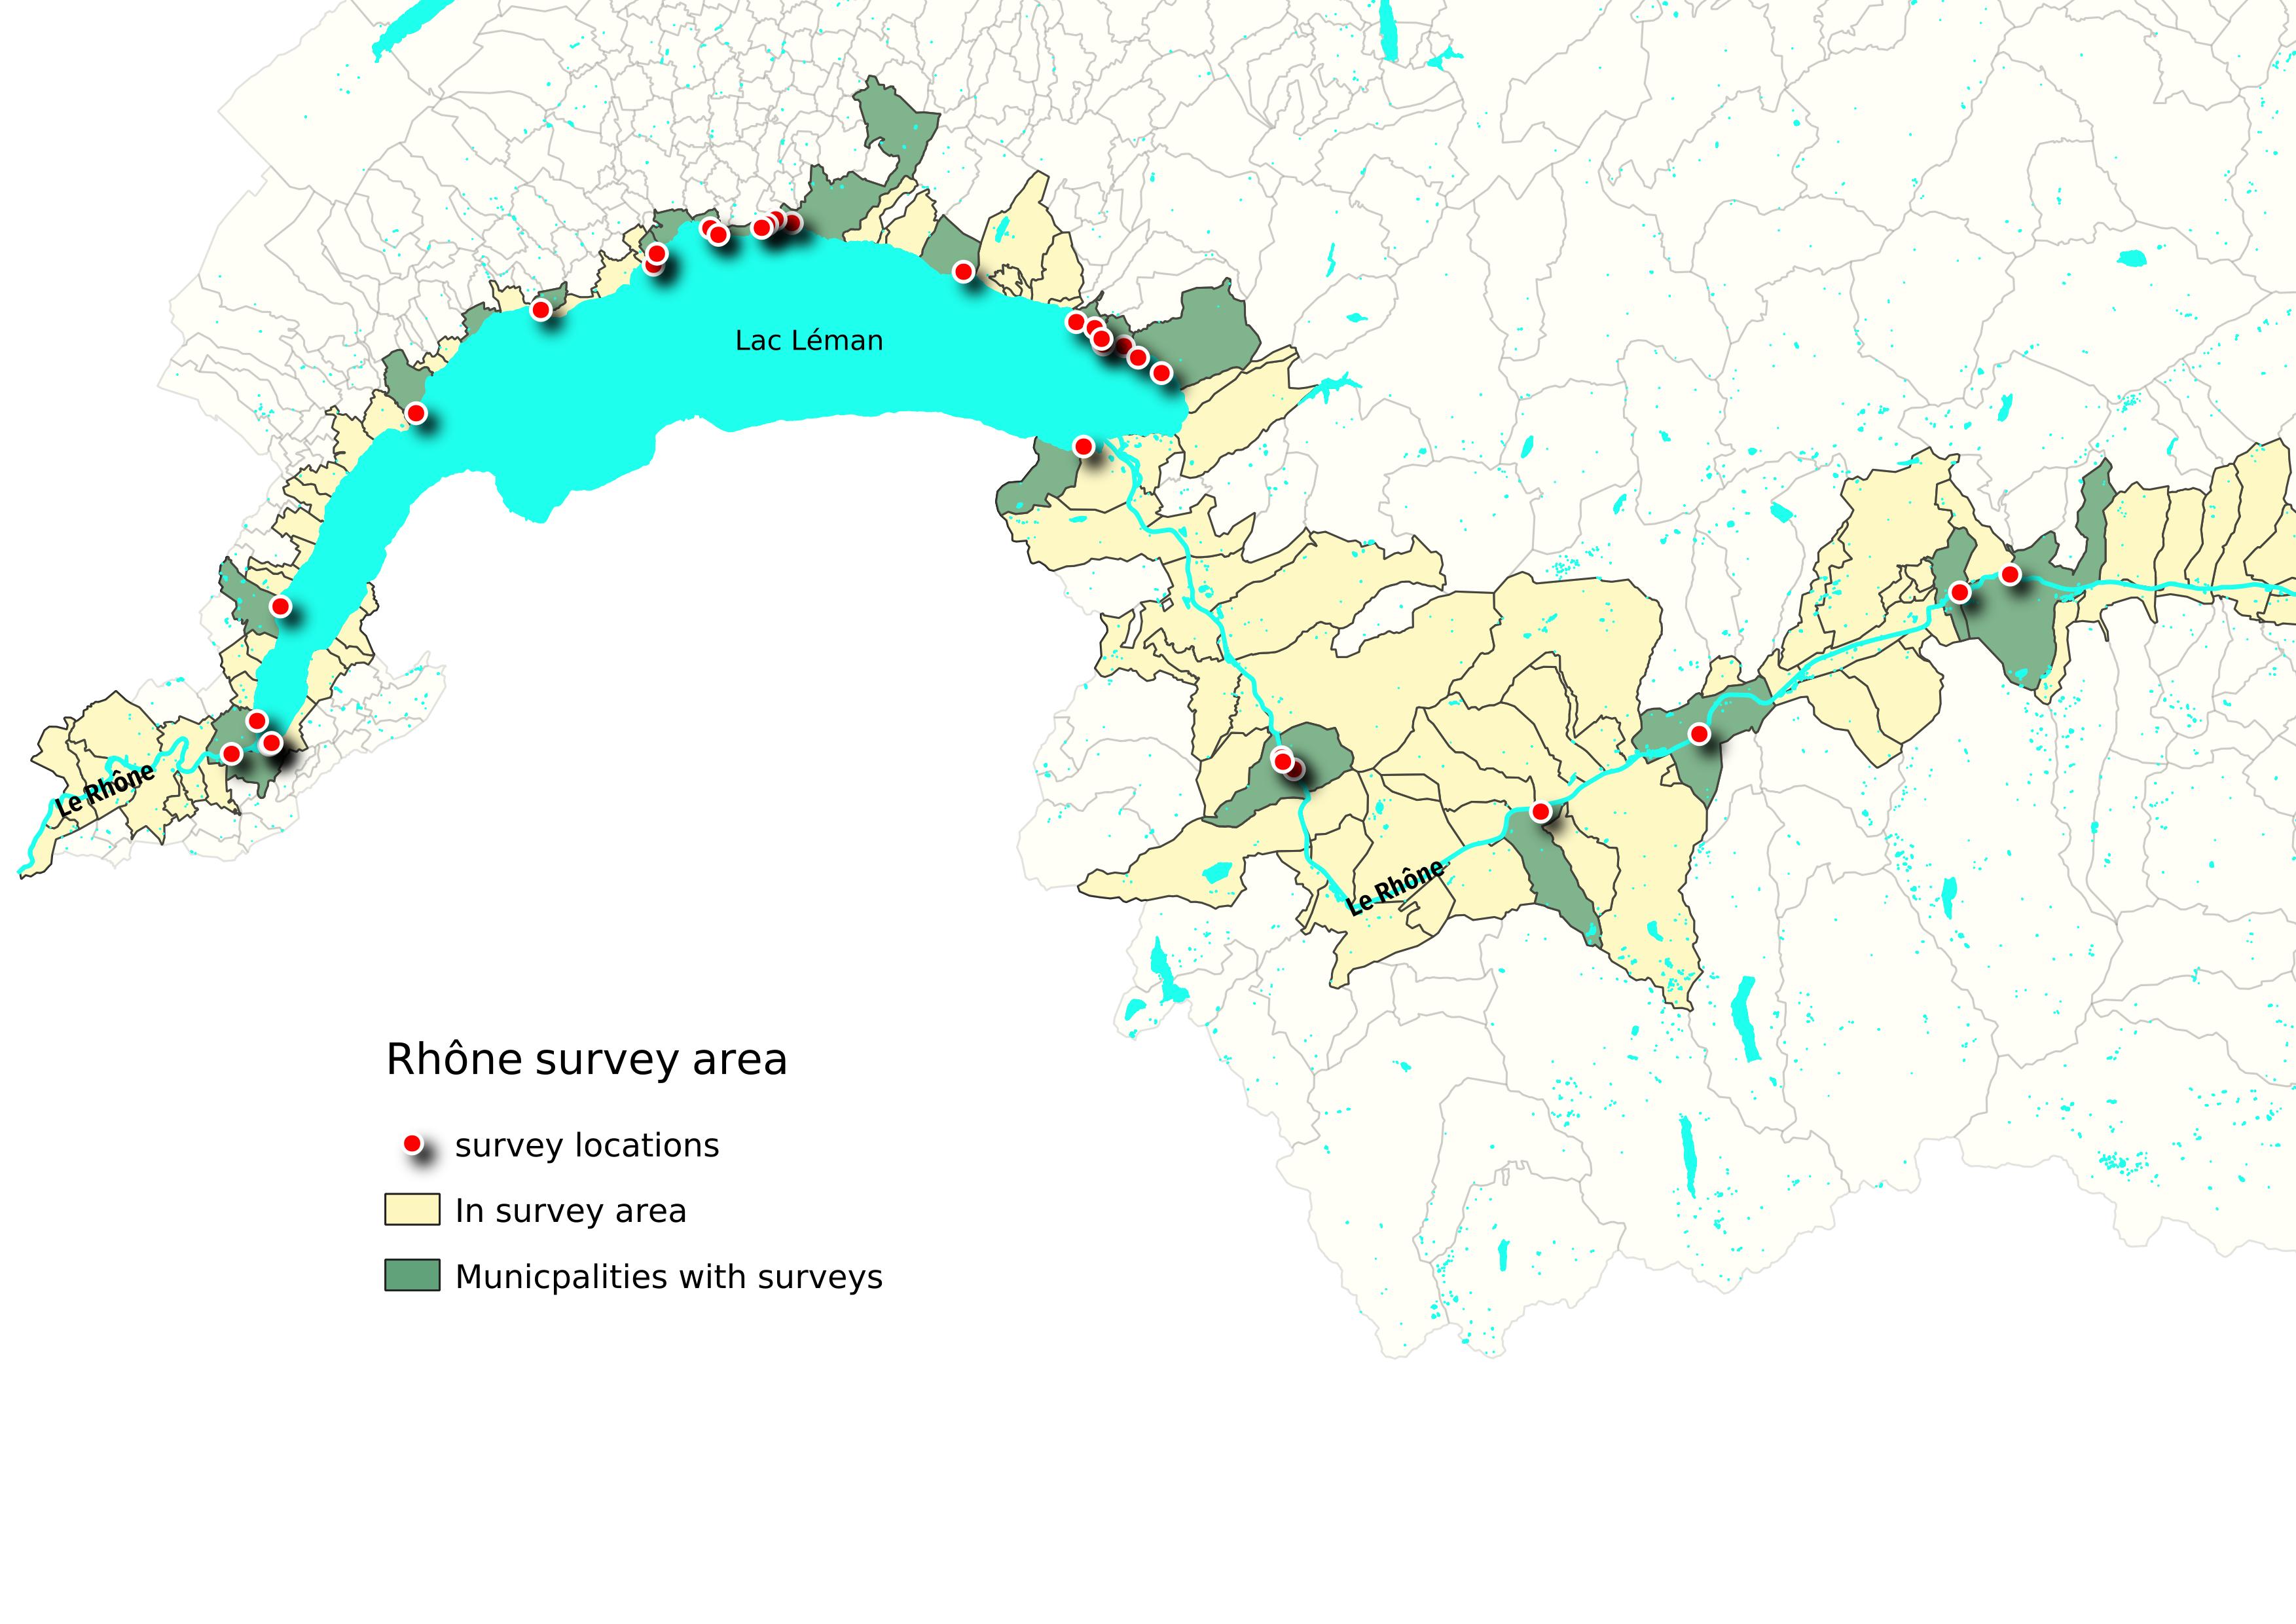 Lac Léman
Le Rhône
Le Rhône
Rhône survey area
survey locations
In survey area
Municpalities with surveys